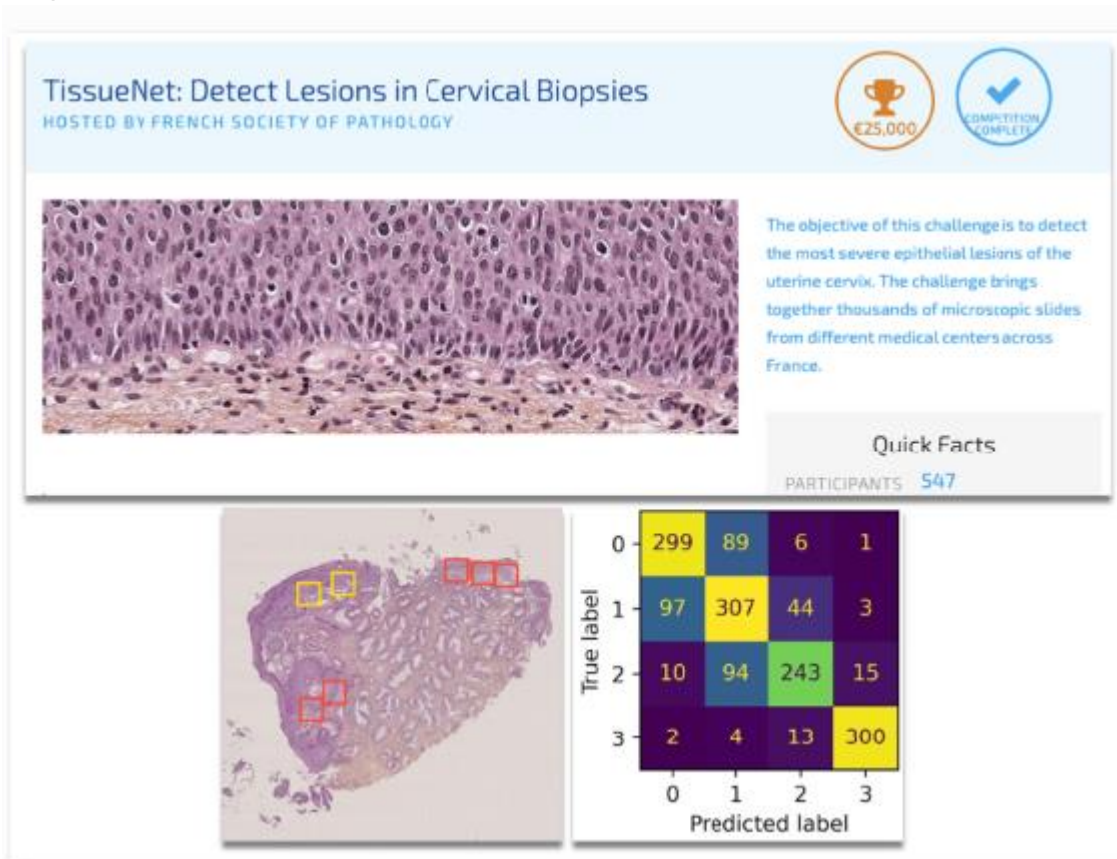 TissueNet: Detect Lesions in Cervical Biopsies
HOSTED BY FRENCH SOCIETY OF PATHOLOGY
€25,000
COMPETITION
COMPLETE
The objective of this challenge is to detect
the most severe epithelial lesions of the
uterine cervix. The challenge brings
together thousands of microscopic slides
from different medical centers across
France.
Quick Facts
PARTICIPANTS 547
True label
0 299 89 6 1
1 97 307 44 3
2 10 94 243 15
3 2 4 13 300
0 1 2 3
Predicted label